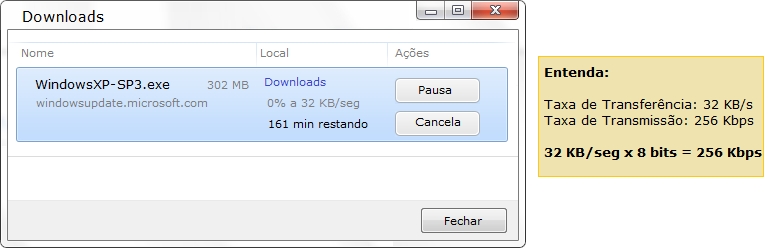 Downloads
Nome Local Ações
WindowsXP-SP3.exe 302 MB Downloads Pausa
windowsupdate.microsoft.com 0% a 32 KB/seg
161 min restando Cancela
Fechar
Entenda:
Taxa de Transferência: 32 KB/s
Taxa de Transmissão: 256 Kbps
32 KB/seg x 8 bits = 256 Kbps